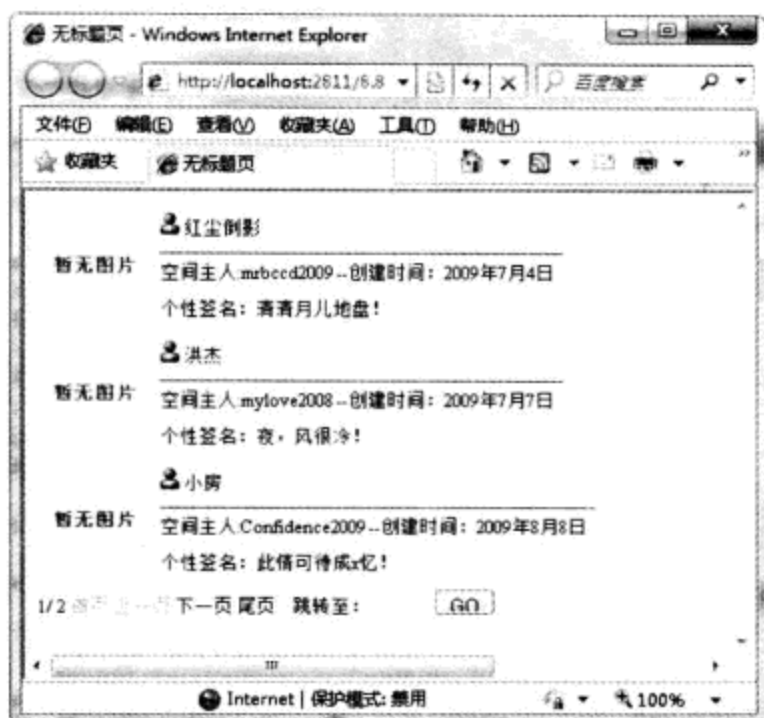 无标题页 - Windows Internet Explorer
http://localhost:2611/6.8 百度搜索
文件(F) 编辑(E) 查看(V) 收藏夹(A) 工具(T) 帮助(H)
收藏夹 无标题页
红尘倒影
暂无图片
空间主人:mrbccd2009--创建时间：2009年7月4日
个性签名：清清月儿地盘!
洪杰
暂无图片
空间主人:mylove2008--创建时间：2009年7月7日
个性签名：夜，风很冷!
小房
暂无图片
空间主人:Confidence2009--创建时间：2009年8月8日
个性签名：此情可待成x忆!
1/2 首页 上一页 下一页 尾页 跳转至： GO
Internet | 保护模式: 禁用 100%